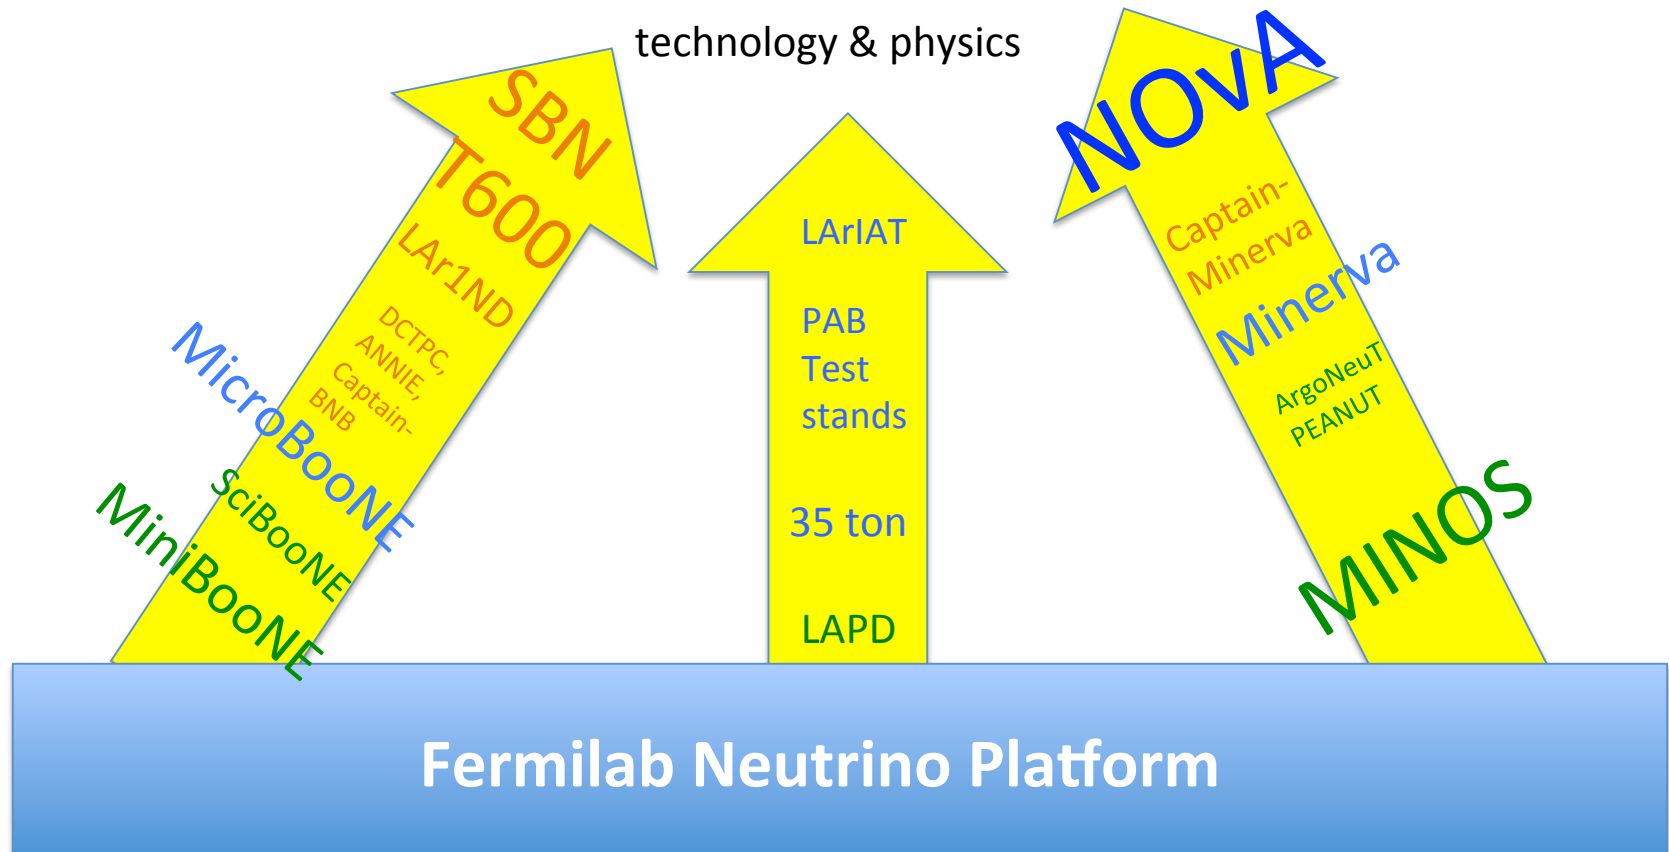 technology & physics
SBN
T600
LAr1ND
DCTPC,
ANNIE,
Captain-
BNB
MicroBooNE
SciBooNE
MiniBooNE
LArIAT
PAB
Test
stands
35 ton
LAPD
NOvA
Captain-
Minerva
Minerva
ArgoNeuT
PEANUT
MINOS
Fermilab Neutrino Platform